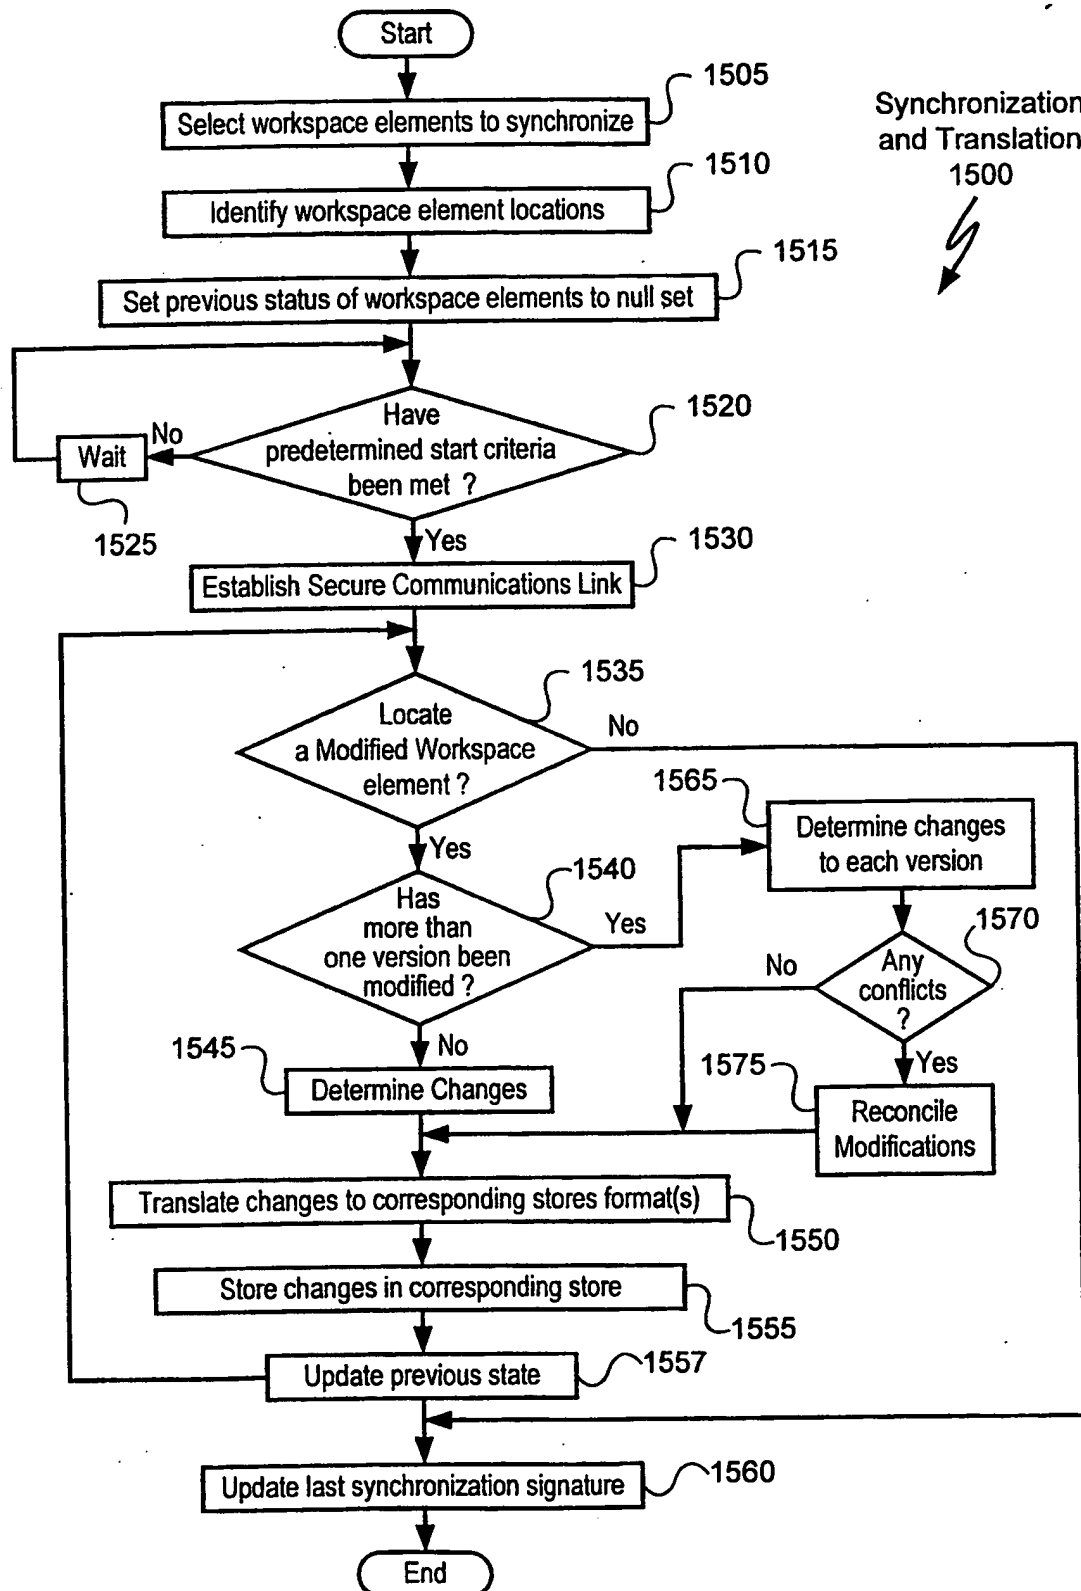 Start
1505
Select workspace elements to synchronize
Synchronization
and Translation
1500
1510
Identify workspace element locations
1515
Set previous status of workspace elements to null set
Have
predetermined start criteria
been met ?
1520
No
Wait
1525
Yes
1530
Establish Secure Communications Link
1535
Locate
a Modified Workspace
element ?
No
Yes
1565
Determine changes
to each version
1540
Has
more than
one version been
modified ?
Yes
1570
Any
conflicts
?
No
No
1545
Determine Changes
Yes
1575
Reconcile
Modifications
Translate changes to corresponding stores format(s)
1550
Store changes in corresponding store
1555
Update previous state
1557
Update last synchronization signature
1560
End